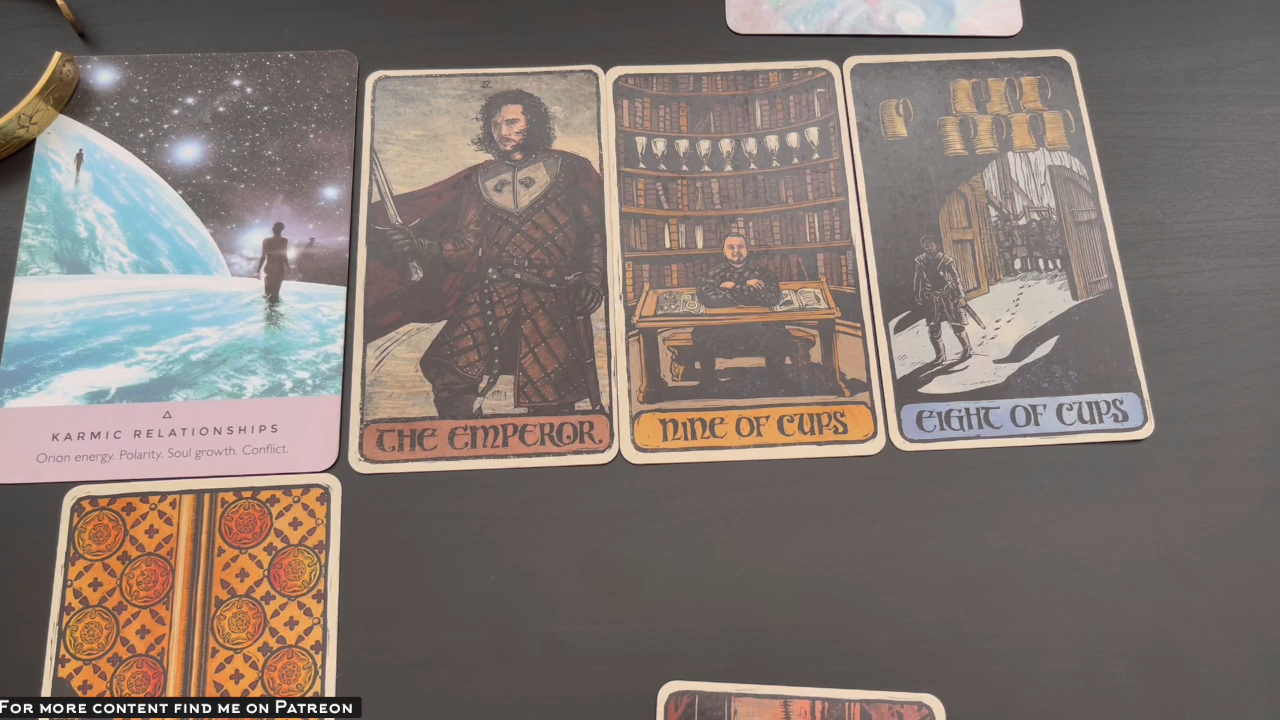 KARMIC RELATIONSHIPS
Orion energy. Polarity. Soul growth. Conflict.
THE EMPEROR.
NINE OF CUPS
EIGHT OF CUPS
FOR MORE CONTENT FIND ME ON PATREON